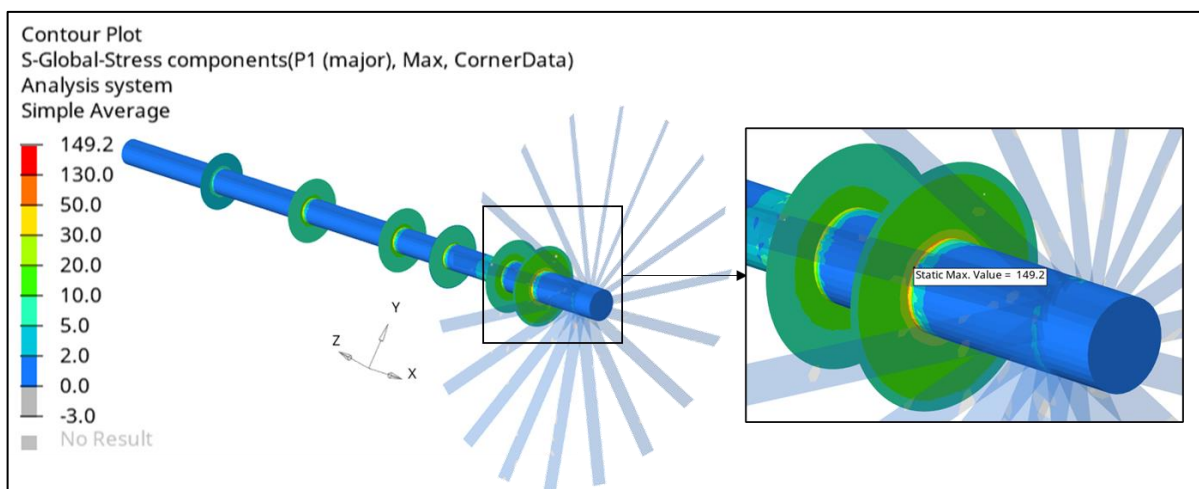 Contour Plot
S-Global-Stress components(P1 (major), Max, CornerData)
Analysis system
Simple Average
149.2
130.0
50.0
30.0
20.0
10.0
5.0
2.0
0.0
-3.0
No Result
Y
Z
X
Static Max. Value = 149.2